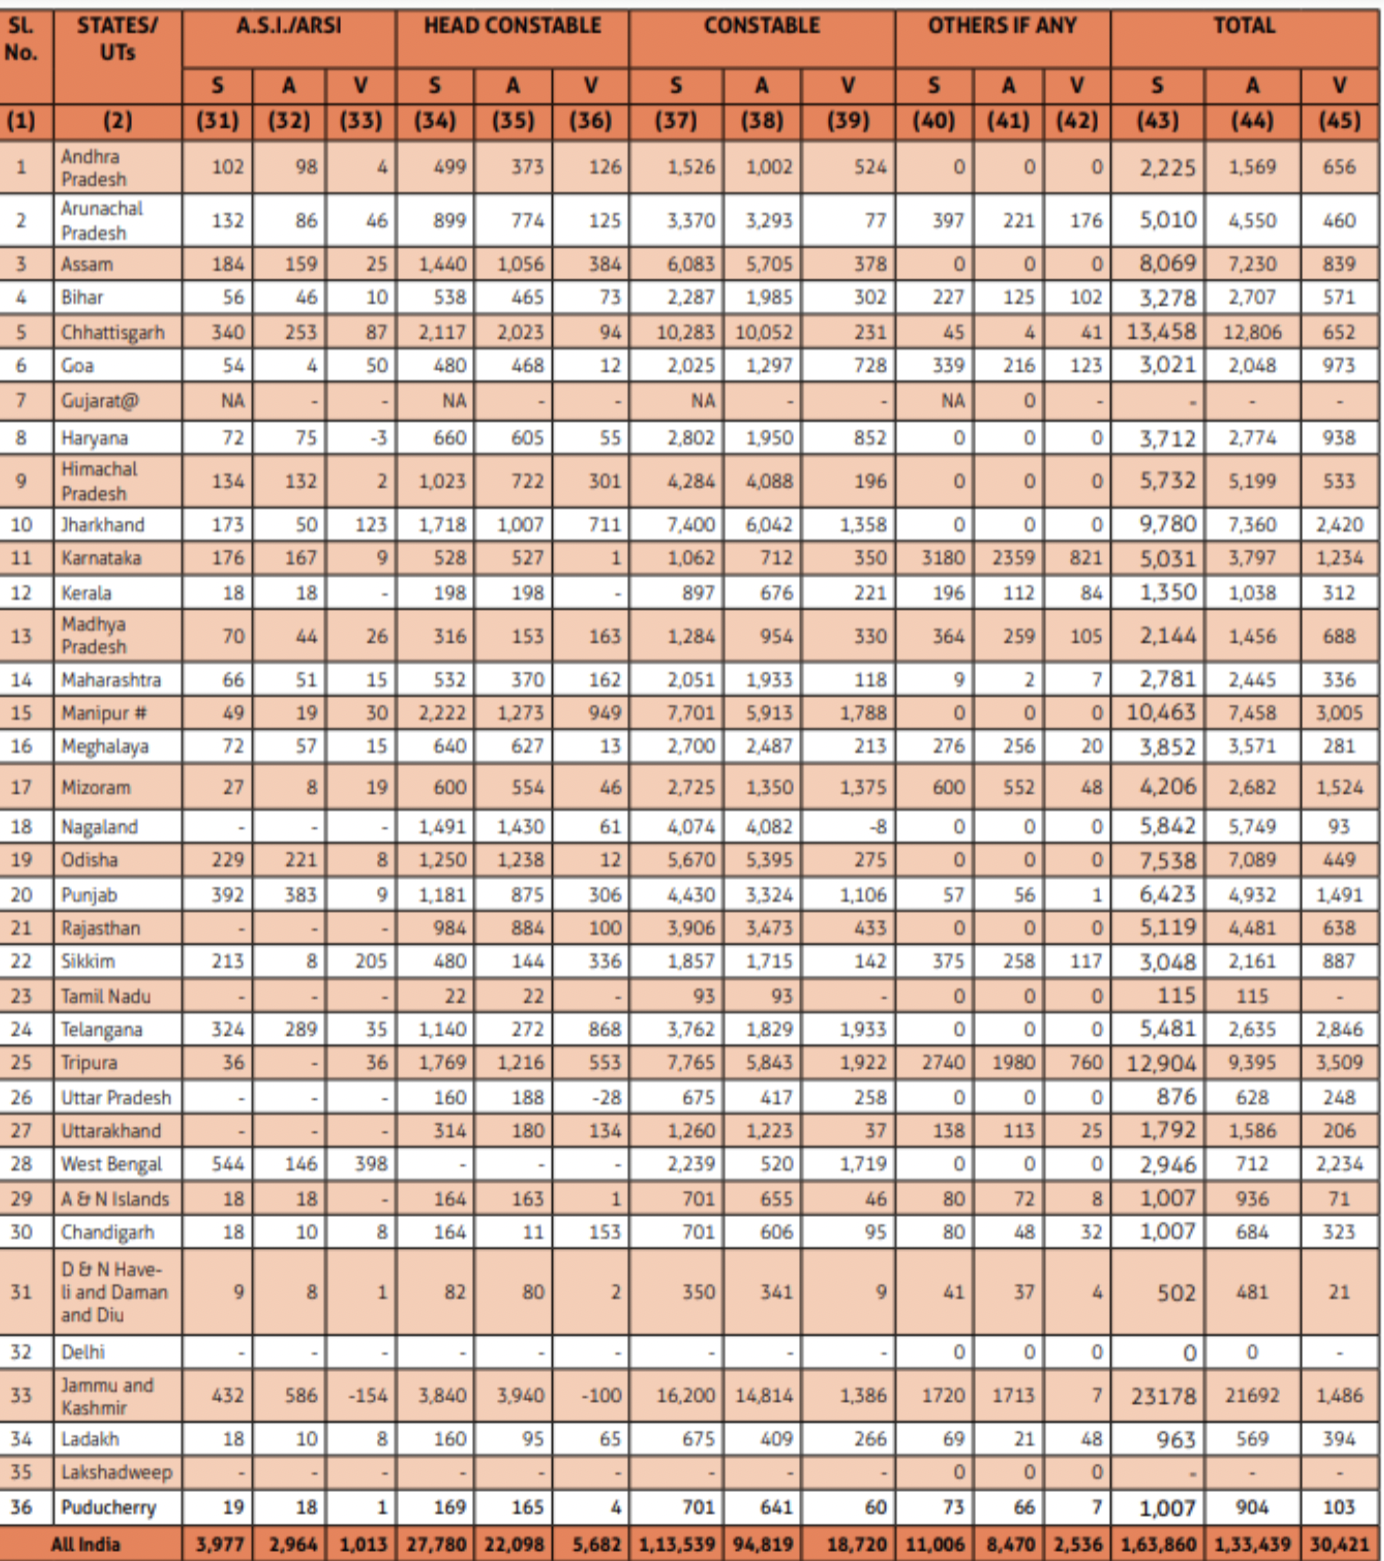 Sl. No. STATES/ UTs A.S.I./ARSI HEAD CONSTABLE CONSTABLE OTHERS IF ANY TOTAL
S A V S A V S A V S A V S A V
(1) (2) (31) (32) (33) (34) (35) (36) (37) (38) (39) (40) (41) (42) (43) (44) (45)
1 Andhra Pradesh 102 98 4 499 373 126 1,526 1,002 524 0 0 0 2,225 1,569 656
2 Arunachal Pradesh 132 86 46 899 774 125 3,370 3,293 77 397 221 176 5,010 4,550 460
3 Assam 184 159 25 1,440 1,056 384 6,083 5,705 378 0 0 0 8,069 7,230 839
4 Bihar 56 46 10 538 465 73 2,287 1,985 302 227 125 102 3,278 2,707 571
5 Chhattisgarh 340 253 87 2,117 2,023 94 10,283 10,052 231 45 4 41 13,458 12,806 652
6 Goa 54 4 50 480 468 12 2,025 1,297 728 339 216 123 3,021 2,048 973
7 Gujarat@ NA - - NA - - NA - - NA 0 - - - -
8 Haryana 72 75 -3 660 605 55 2,802 1,950 852 0 0 0 3,712 2,774 938
9 Himachal Pradesh 134 132 2 1,023 722 301 4,284 4,088 196 0 0 0 5,732 5,199 533
10 Jharkhand 173 50 123 1,718 1,007 711 7,400 6,042 1,358 0 0 0 9,780 7,360 2,420
11 Karnataka 176 167 9 528 527 1 1,062 712 350 3180 2359 821 5,031 3,797 1,234
12 Kerala 18 18 - 198 198 - 897 676 221 196 112 84 1,350 1,038 312
13 Madhya Pradesh 70 44 26 316 153 163 1,284 954 330 364 259 105 2,144 1,456 688
14 Maharashtra 66 51 15 532 370 162 2,051 1,933 118 9 2 7 2,781 2,445 336
15 Manipur # 49 19 30 2,222 1,273 949 7,701 5,913 1,788 0 0 0 10,463 7,458 3,005
16 Meghalaya 72 57 15 640 627 13 2,700 2,487 213 276 256 20 3,852 3,571 281
17 Mizoram 27 8 19 600 554 46 2,725 1,350 1,375 600 552 48 4,206 2,682 1,524
18 Nagaland - - - 1,491 1,430 61 4,074 4,082 -8 0 0 0 5,842 5,749 93
19 Odisha 229 221 8 1,250 1,238 12 5,670 5,395 275 0 0 0 7,538 7,089 449
20 Punjab 392 383 9 1,181 875 306 4,430 3,324 1,106 57 56 1 6,423 4,932 1,491
21 Rajasthan - - - 984 884 100 3,906 3,473 433 0 0 0 5,119 4,481 638
22 Sikkim 213 8 205 480 144 336 1,857 1,715 142 375 258 117 3,048 2,161 887
23 Tamil Nadu - - - 22 22 - 93 93 - 0 0 0 115 115 -
24 Telangana 324 289 35 1,140 272 868 3,762 1,829 1,933 0 0 0 5,481 2,635 2,846
25 Tripura 36 - 36 1,769 1,216 553 7,765 5,843 1,922 2740 1980 760 12,904 9,395 3,509
26 Uttar Pradesh - - - 160 188 -28 675 417 258 0 0 0 876 628 248
27 Uttarakhand - - - 314 180 134 1,260 1,223 37 138 113 25 1,792 1,586 206
28 West Bengal 544 146 398 - - - 2,239 520 1,719 0 0 0 2,946 712 2,234
29 A & N Islands 18 18 - 164 163 1 701 655 46 80 72 8 1,007 936 71
30 Chandigarh 18 10 8 164 11 153 701 606 95 80 48 32 1,007 684 323
31 D & N Have-li and Daman and Diu 9 8 1 82 80 2 350 341 9 41 37 4 502 481 21
32 Delhi - - - - - - - - - 0 0 0 0 0 -
33 Jammu and Kashmir 432 586 -154 3,840 3,940 -100 16,200 14,814 1,386 1720 1713 7 23178 21692 1,486
34 Ladakh 18 10 8 160 95 65 675 409 266 69 21 48 963 569 394
35 Lakshadweep - - - - - - - - - 0 0 0 - - -
36 Puducherry 19 18 1 169 165 4 701 641 60 73 66 7 1,007 904 103
All India 3,977 2,964 1,013 27,780 22,098 5,682 1,13,539 94,819 18,720 11,006 8,470 2,536 1,63,860 1,33,439 30,421